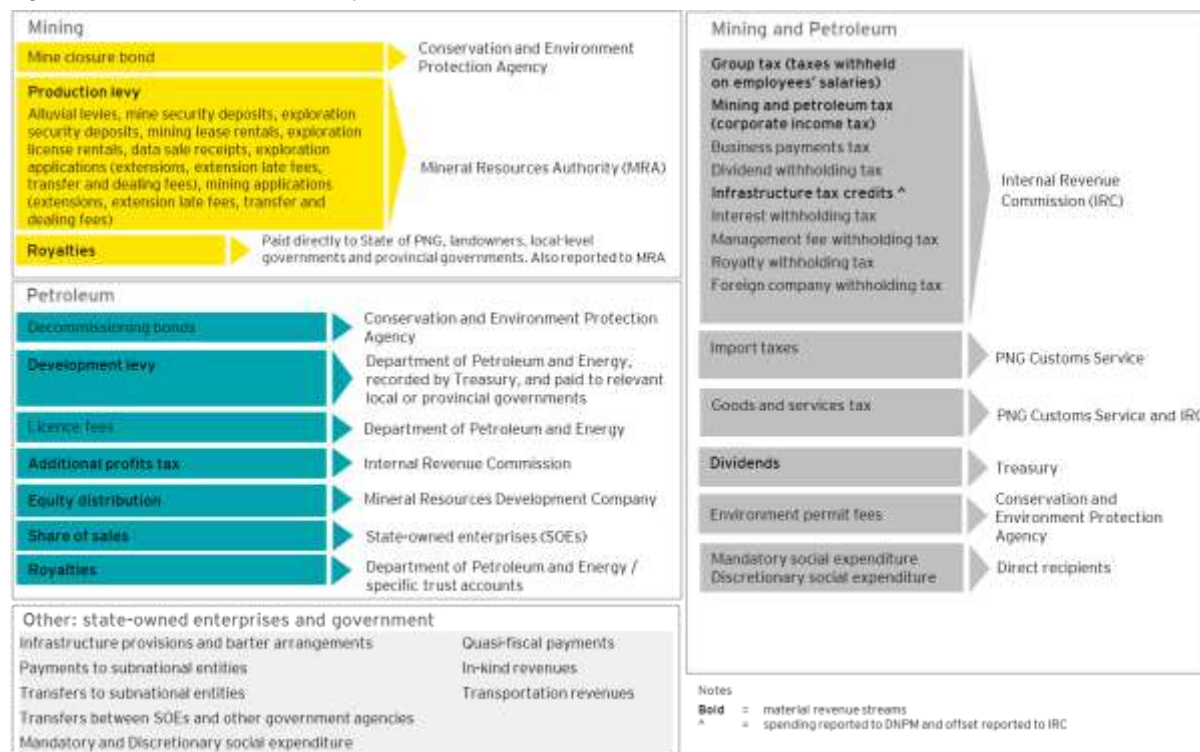 Mining
Mine closure bond
Conservation and Environment
Protection Agency
Production levy
Alluvial levies, mine security deposits, exploration
security deposits, mining lease rentals, exploration
license rentals, data sale receipts, exploration
applications (extensions, extension late fees,
transfer and dealing fees), mining applications
(extensions, extension late fees, transfer and
dealing fees)
Mineral Resources Authority (MRA)
Royalties
Paid directly to State of PNG, landowners, local-level
governments and provincial governments. Also reported to MRA
Petroleum
Decommissioning bonds
Conservation and Environment Protection
Agency
Development levy
Department of Petroleum and Energy,
recorded by Treasury, and paid to relevant
local or provincial governments
Licence fees
Department of Petroleum and Energy
Additional profits tax
Internal Revenue Commission
Equity distribution
Mineral Resources Development Company
Share of sales
State-owned enterprises (SOEs)
Royalties
Department of Petroleum and Energy /
specific trust accounts
Other: state-owned enterprises and government
Infrastructure provisions and barter arrangements
Payments to subnational entities
Transfers to subnational entities
Transfers between SOEs and other government agencies
Mandatory and Discretionary social expenditure
Quasi-fiscal payments
In-kind revenues
Transportation revenues
Mining and Petroleum
Group tax (taxes withheld
on employees' salaries)
Mining and petroleum tax
(corporate income tax)
Business payments tax
Dividend withholding tax
Infrastructure tax credits ^
Interest withholding tax
Management fee withholding tax
Royalty withholding tax
Foreign company withholding tax
Internal Revenue
Commission (IRC)
Import taxes
PNG Customs Service
Goods and services tax
PNG Customs Service and IRC
Dividends
Treasury
Environment permit fees
Conservation and
Environment Protection
Agency
Mandatory social expenditure
Discretionary social expenditure
Direct recipients
Notes
Bold = material revenue streams
^ = spending reported to DNPM and offset reported to IRC